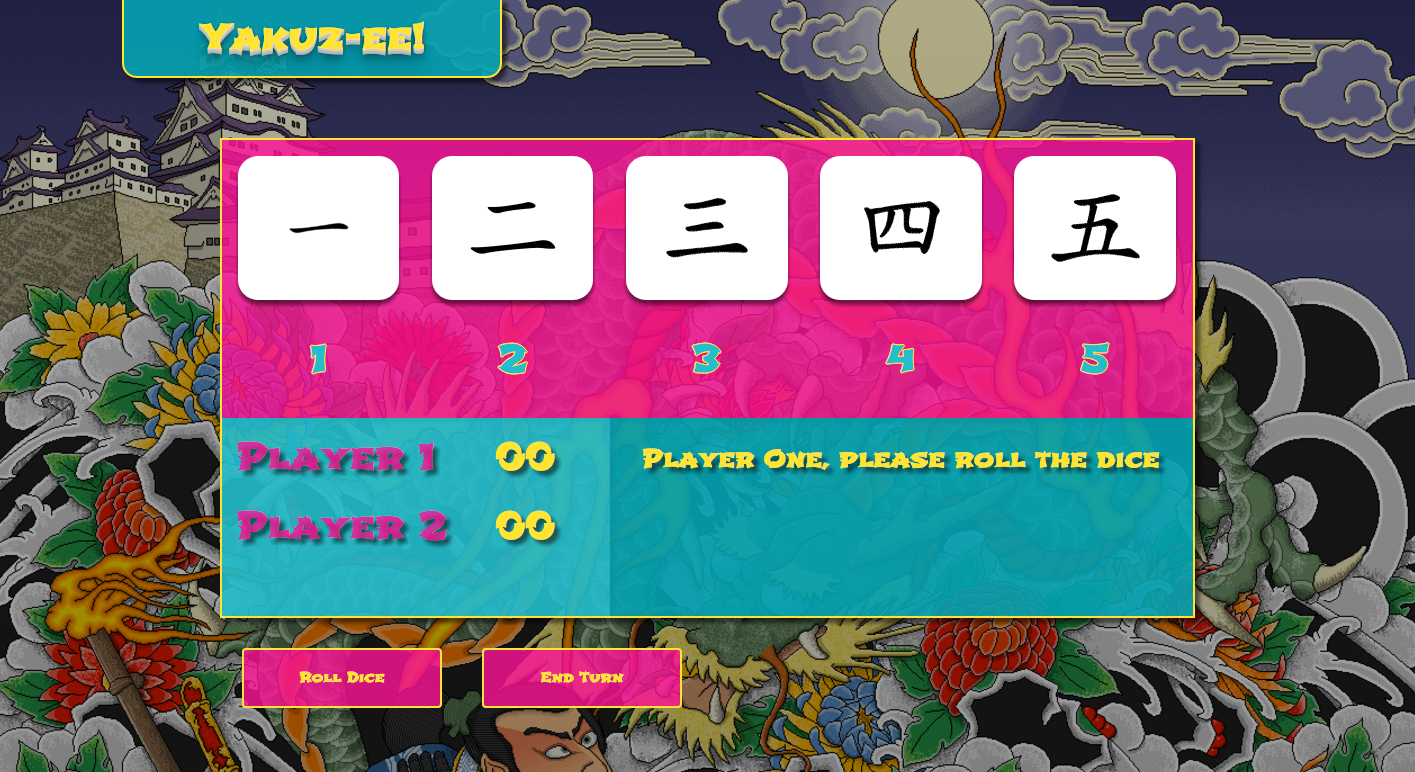 Yakuz-ee!
一 二 三 四 五
1 2 3 4 5
Player 1 00
Player 2 00
Player One, please roll the dice
Roll Dice
End Turn